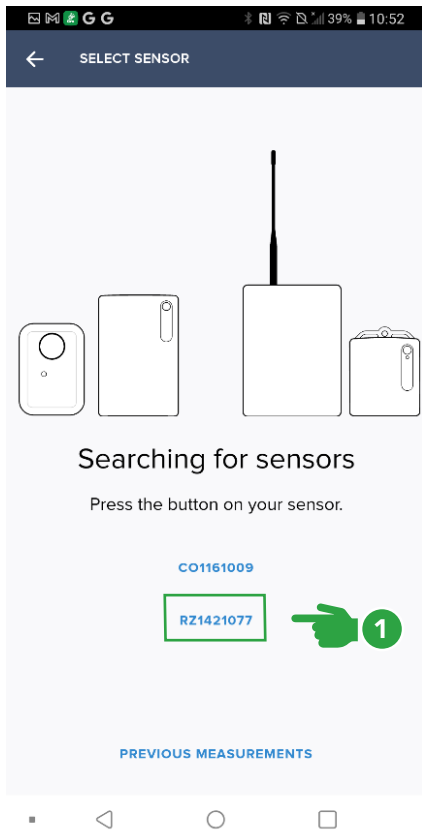 G G 39% 10:52
SELECT SENSOR
Searching for sensors
Press the button on your sensor.
CO1161009
RZ1421077
1
PREVIOUS MEASUREMENTS